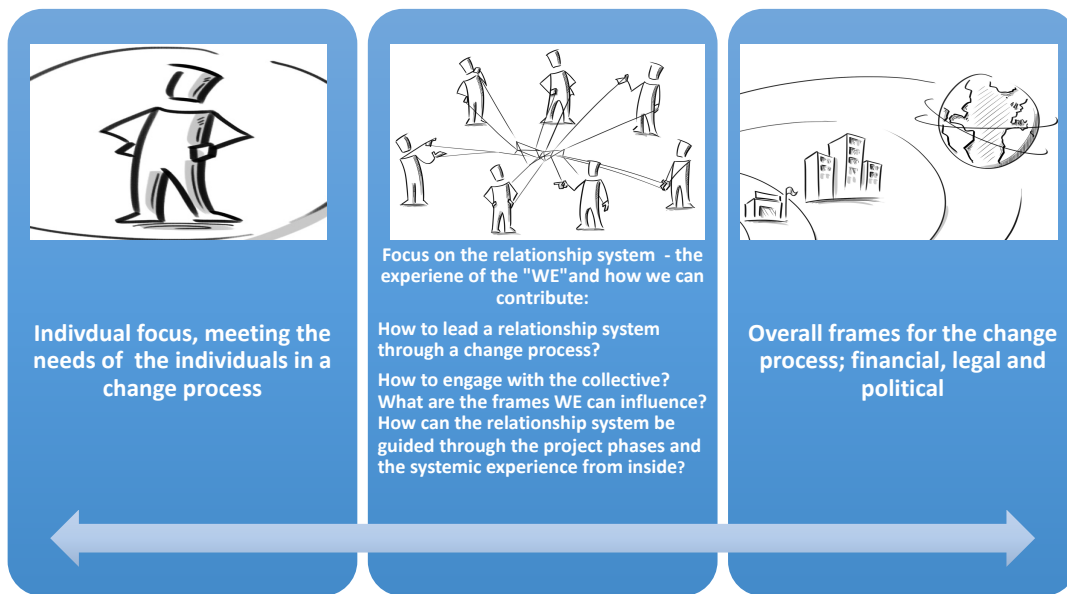 Indivdual focus, meeting the
needs of  the individuals in a
change process
Focus on the relationship system  - the
experiene of the "WE"and how we can
contribute:
How to lead a relationship system
through a change process?
How to engage with the collective?
What are the frames WE can influence?
How can the relationship system be
guided through the project phases and
the systemic experience from inside?
Overall frames for the change
process; financial, legal and
political